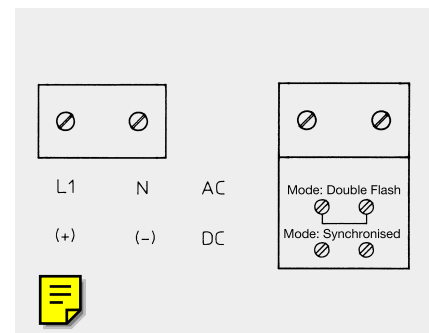 L1 N AC
(+) (-) DC
Mode: Double Flash
Mode: Synchronised